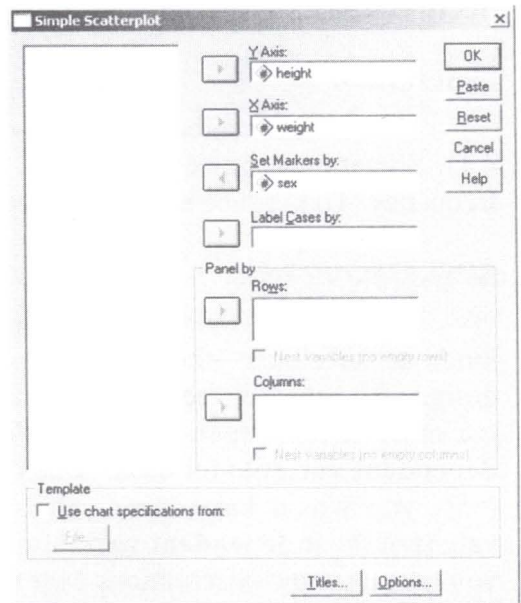 Simple Scatterplot
Y Axis:
height
X Axis:
weight
Set Markers by:
sex
Label Cases by:
Panel by
Rows:
Nest variables (no empty rows)
Columns:
Nest variables (no empty columns)
Template
Use chart specifications from:
File...
Titles...
Options...
OK
Paste
Reset
Cancel
Help